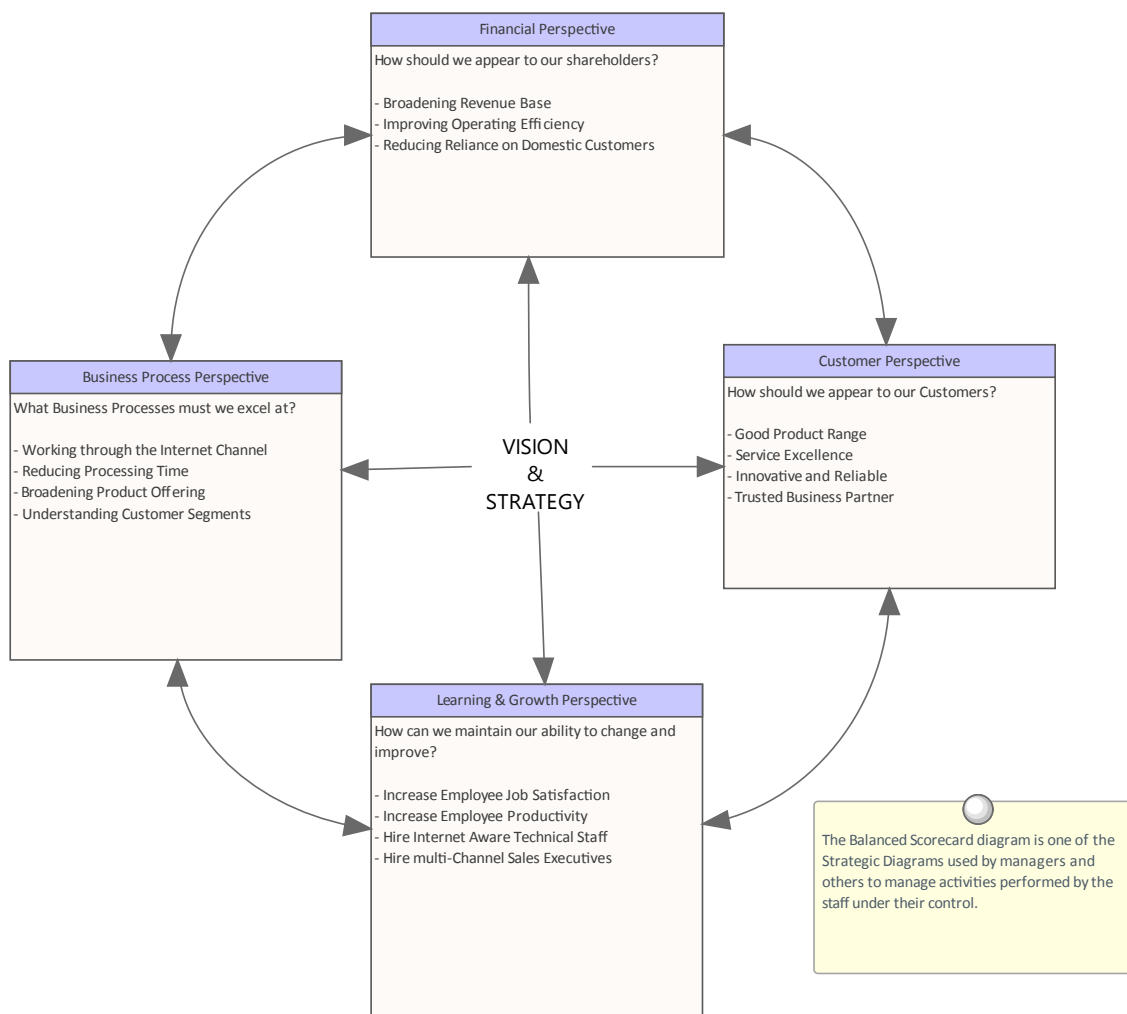 Financial Perspective
How should we appear to our shareholders?
- Broadening Revenue Base
- Improving Operating Efficiency
- Reducing Reliance on Domestic Customers
Business Process Perspective
What Business Processes must we excel at?
- Working through the Internet Channel
- Reducing Processing Time
- Broadening Product Offering
- Understanding Customer Segments
VISION
&
STRATEGY
Customer Perspective
How should we appear to our Customers?
- Good Product Range
- Service Excellence
- Innovative and Reliable
- Trusted Business Partner
Learning & Growth Perspective
How can we maintain our ability to change and
improve?
- Increase Employee Job Satisfaction
- Increase Employee Productivity
- Hire Internet Aware Technical Staff
- Hire multi-Channel Sales Executives
The Balanced Scorecard diagram is one of the
Strategic Diagrams used by managers and
others to manage activities performed by the
staff under their control.